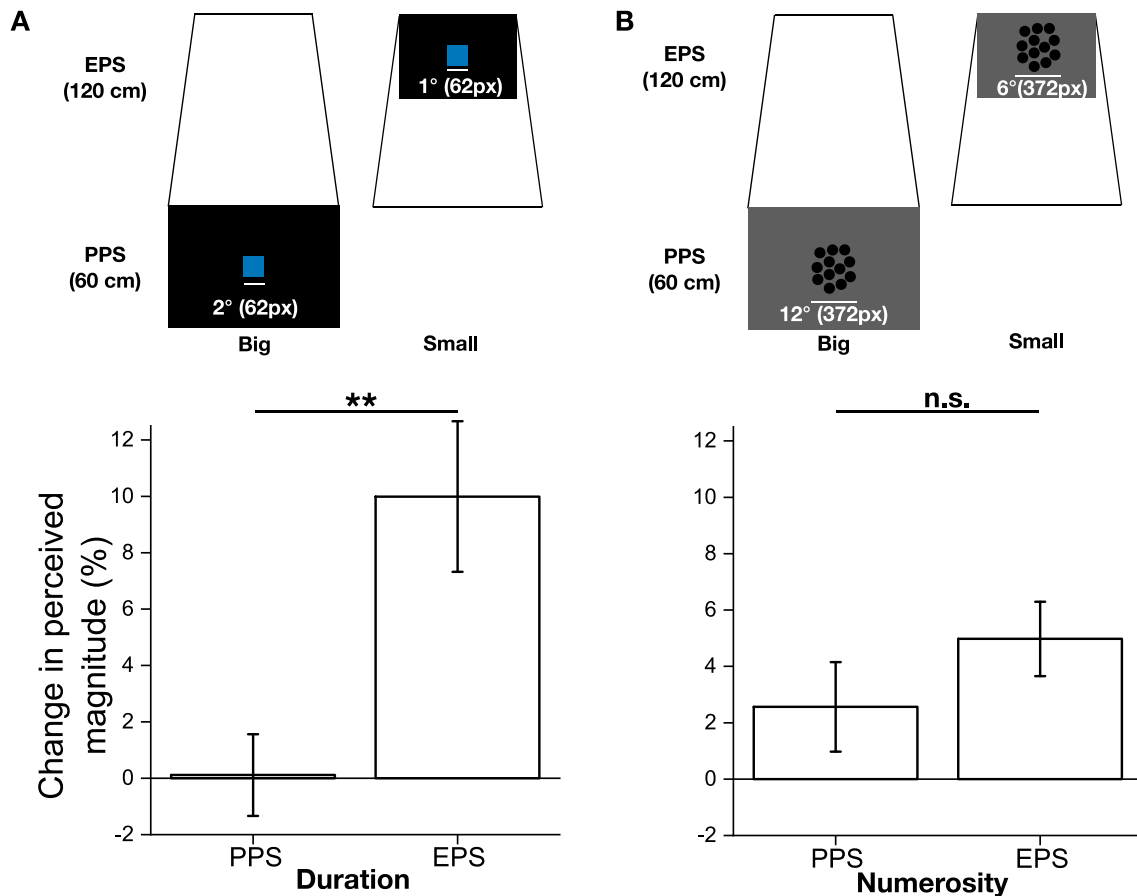 A
EPS
(120 cm)
1° (62px)
PPS
(60 cm)
2° (62px)
Big
Small
B
EPS
(120 cm)
6°(372px)
PPS
(60 cm)
12° (372px)
Big
Small
**
Change in perceived
magnitude (%)
12
10
8
6
4
2
0
-2
PPS
EPS
Duration
n.s.
12
10
8
6
4
2
0
-2
PPS
EPS
Numerosity